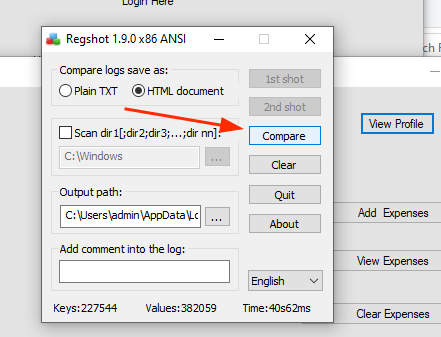 Login Here
Regshot 1.9.0 x86 ANSI
Compare logs save as:
Plain TXT
HTML document
1st shot
2nd shot
Scan dir1[;dir2;dir3;...;dir nn]:
Compare
View Profile
C:\Windows
...
Clear
Output path:
Quit
C:\Users\admin\AppData\Lo
...
About
Add Expenses
Add comment into the log:
View Expenses
English
Keys:227544 Values:382059 Time:40s62ms
Clear Expenses